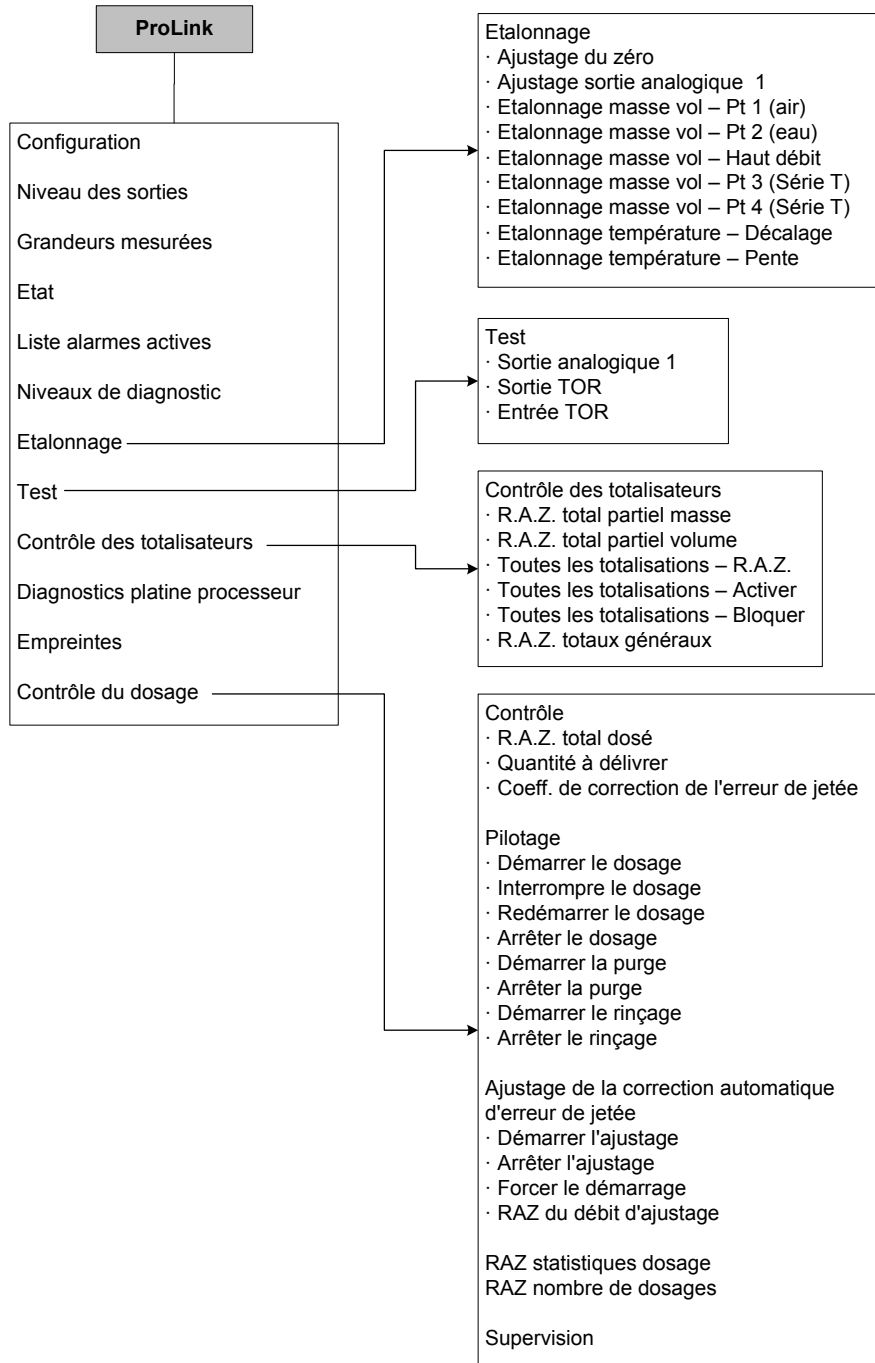 ProLink
Configuration
Niveau des sorties
Grandeurs mesurées
Etat
Liste alarmes actives
Niveaux de diagnostic
Etalonnage
Test
Contrôle des totalisateurs
Diagnostics platine processeur
Empreintes
Contrôle du dosage
Etalonnage
· Ajustage du zéro
· Ajustage sortie analogique 1
· Etalonnage masse vol – Pt 1 (air)
· Etalonnage masse vol – Pt 2 (eau)
· Etalonnage masse vol – Haut débit
· Etalonnage masse vol – Pt 3 (Série T)
· Etalonnage masse vol – Pt 4 (Série T)
· Etalonnage température – Décalage
· Etalonnage température – Pente
Test
· Sortie analogique 1
· Sortie TOR
· Entrée TOR
Contrôle des totalisateurs
· R.A.Z. total partiel masse
· R.A.Z. total partiel volume
· Toutes les totalisations – R.A.Z.
· Toutes les totalisations – Activer
· Toutes les totalisations – Bloquer
· R.A.Z. totaux généraux
Contrôle
· R.A.Z. total dosé
· Quantité à délivrer
· Coeff. de correction de l'erreur de jetée
Pilotage
· Démarrer le dosage
· Interrompre le dosage
· Redémarrer le dosage
· Arrêter le dosage
· Démarrer la purge
· Arrêter la purge
· Démarrer le rinçage
· Arrêter le rinçage
Ajustage de la correction automatique
d'erreur de jetée
· Démarrer l'ajustage
· Arrêter l'ajustage
· Forcer le démarrage
· RAZ du débit d'ajustage
RAZ statistiques dosage
RAZ nombre de dosages
Supervision